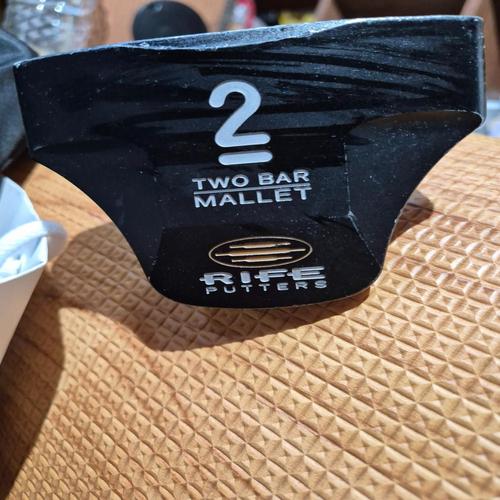 2
TWO BAR
MALLET
RIFE
PUTTERS